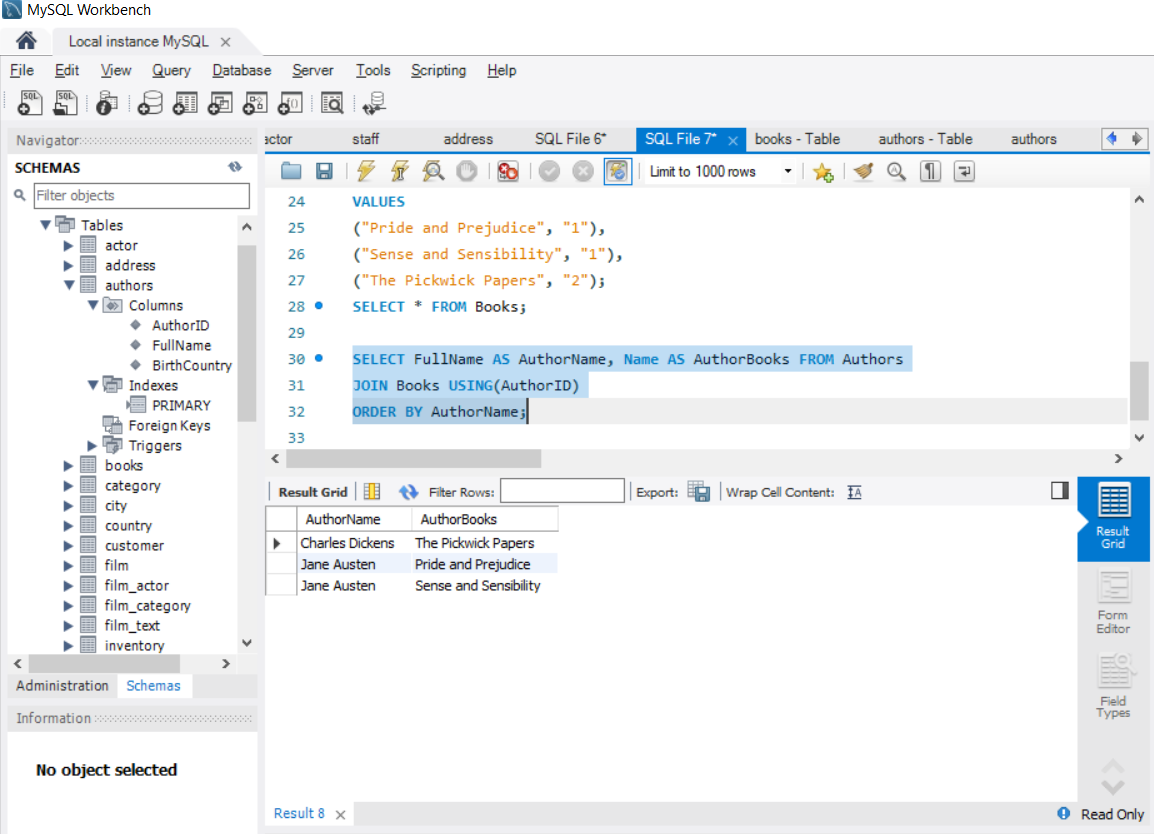 MySQL Workbench
Local instance MySQL
File Edit View Query Database Server Tools Scripting Help
Navigator
SCHEMAS
Filter objects
Tables
actor
address
authors
Columns
AuthorID
FullName
BirthCountry
Indexes
PRIMARY
Foreign Keys
Triggers
books
category
city
country
customer
film
film_actor
film_category
film_text
inventory
Administration Schemas
Information
No object selected
actor staff address SQL File 6* SQL File 7* books - Table authors - Table authors
Limit to 1000 rows
24 VALUES
25 ("Pride and Prejudice", "1"),
26 ("Sense and Sensibility", "1"),
27 ("The Pickwick Papers", "2");
28 SELECT * FROM Books;
29
30 SELECT FullName AS AuthorName, Name AS AuthorBooks FROM Authors
31 JOIN Books USING(AuthorID)
32 ORDER BY AuthorName;
33
Result Grid Filter Rows: Export: Wrap Cell Content:
AuthorName AuthorBooks
Charles Dickens The Pickwick Papers
Jane Austen Pride and Prejudice
Jane Austen Sense and Sensibility
Result
Grid
Form
Editor
Field
Types
Result 8
Read Only